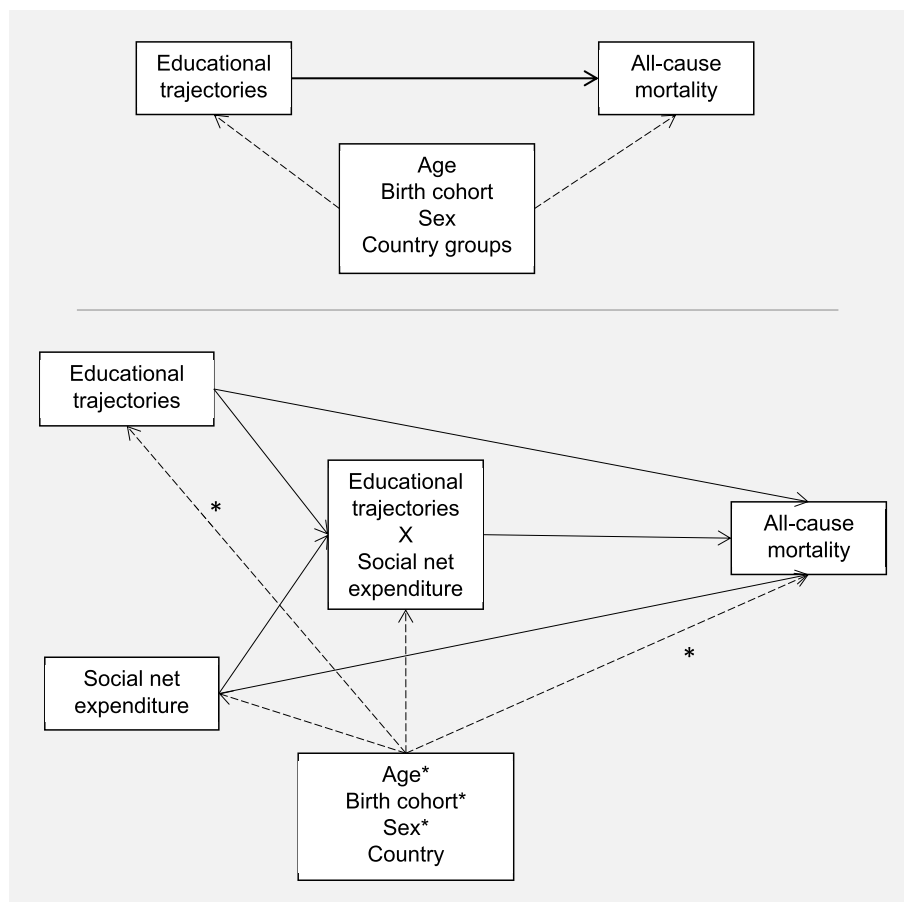 Educational
trajectories
All-cause
mortality
Age
Birth cohort
Sex
Country groups
Educational
trajectories
*
Educational
trajectories
X
Social net
expenditure
All-cause
mortality
*
Social net
expenditure
Age*
Birth cohort*
Sex*
Country